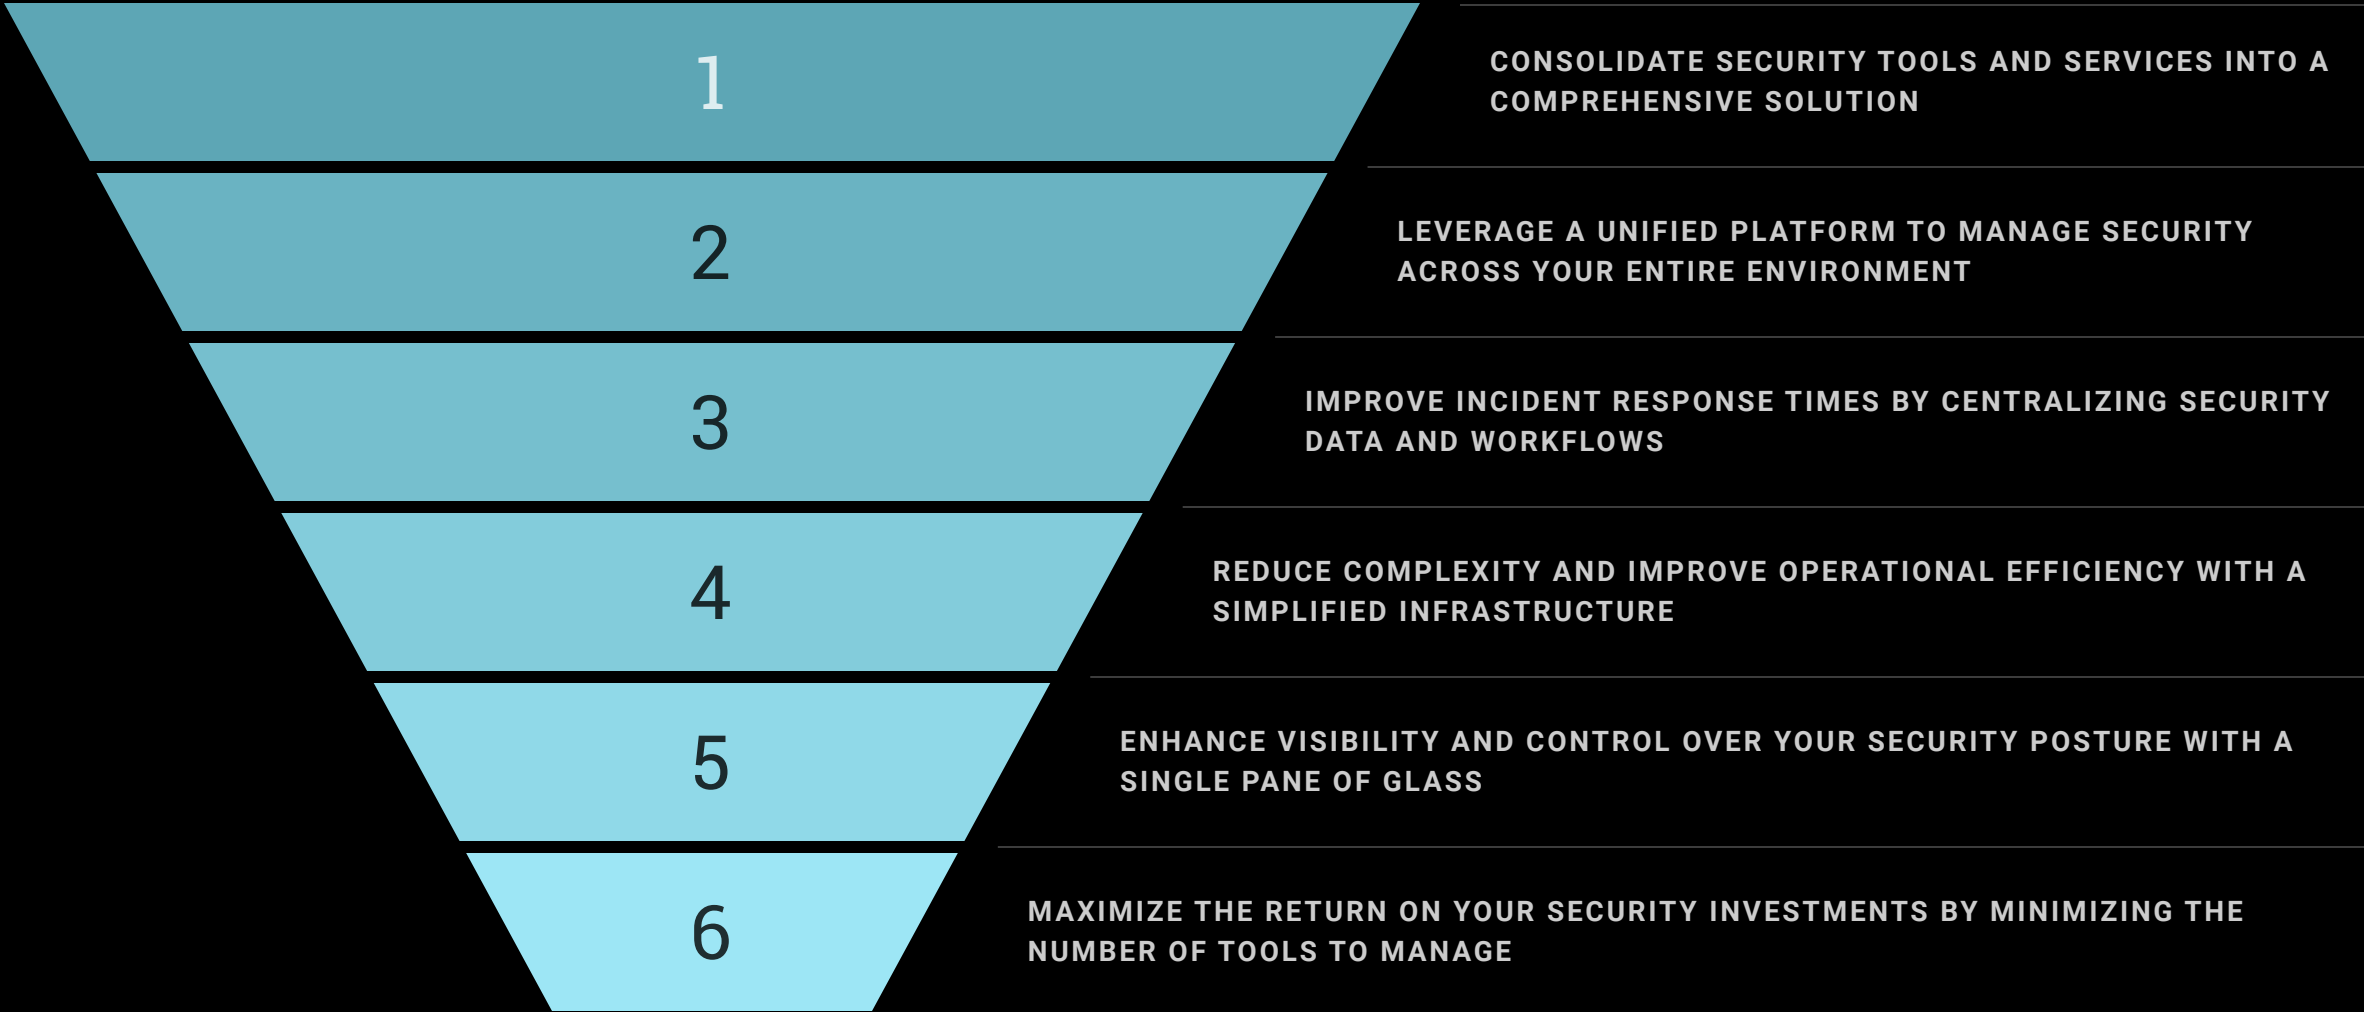 1
CONSOLIDATE SECURITY TOOLS AND SERVICES INTO A
COMPREHENSIVE SOLUTION
2
LEVERAGE A UNIFIED PLATFORM TO MANAGE SECURITY
ACROSS YOUR ENTIRE ENVIRONMENT
3
IMPROVE INCIDENT RESPONSE TIMES BY CENTRALIZING SECURITY
DATA AND WORKFLOWS
4
REDUCE COMPLEXITY AND IMPROVE OPERATIONAL EFFICIENCY WITH A
SIMPLIFIED INFRASTRUCTURE
5
ENHANCE VISIBILITY AND CONTROL OVER YOUR SECURITY POSTURE WITH A
SINGLE PANE OF GLASS
6
MAXIMIZE THE RETURN ON YOUR SECURITY INVESTMENTS BY MINIMIZING THE
NUMBER OF TOOLS TO MANAGE